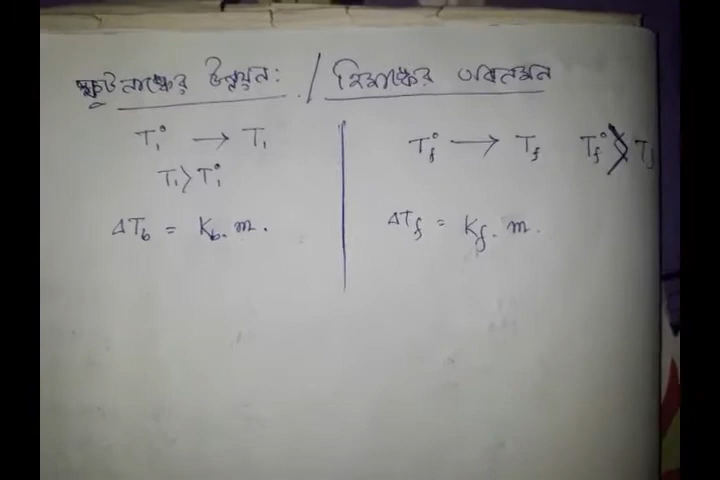 স্ফুটনাঙ্কের উন্নয়ন: / হিমাঙ্কের অবনমন
T₁° → T₁
T₁ > T₁°
ΔT_b = K_b. m.
T_f° → T_f T_f° > T_f
ΔT_f = K_f. m.